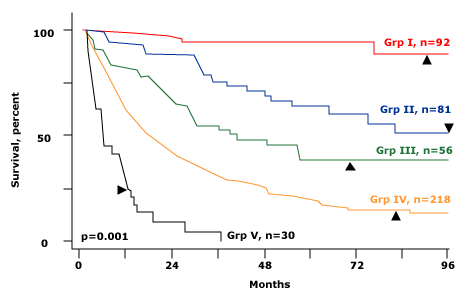 100
Grp I, n=92
Grp II, n=81
Survival, percent
50
Grp III, n=56
Grp IV, n=218
p=0.001
Grp V, n=30
0
0 24 48 72 96
Months